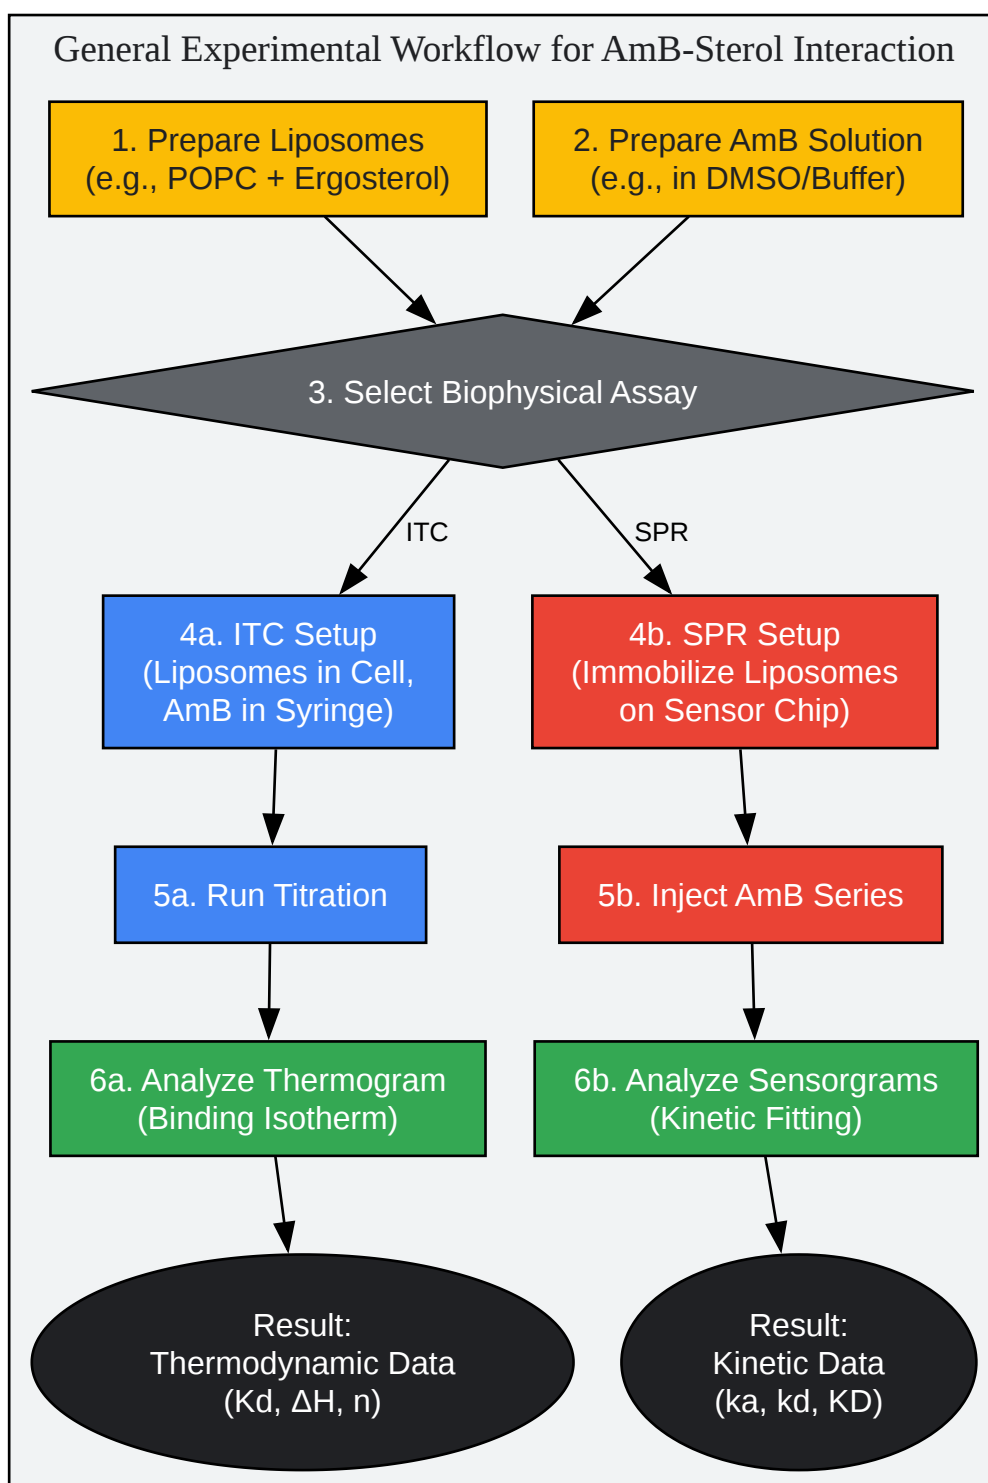 General Experimental Workflow for AmB-Sterol Interaction
1. Prepare Liposomes
(e.g., POPC + Ergosterol)
2. Prepare AmB Solution
(e.g., in DMSO/Buffer)
3. Select Biophysical Assay
ITC
SPR
4a. ITC Setup
(Liposomes in Cell,
AmB in Syringe)
4b. SPR Setup
(Immobilize Liposomes
on Sensor Chip)
5a. Run Titration
5b. Inject AmB Series
6a. Analyze Thermogram
(Binding Isotherm)
6b. Analyze Sensorgrams
(Kinetic Fitting)
Result:
Thermodynamic Data
(Kd, ΔH, n)
Result:
Kinetic Data
(ka, kd, KD)